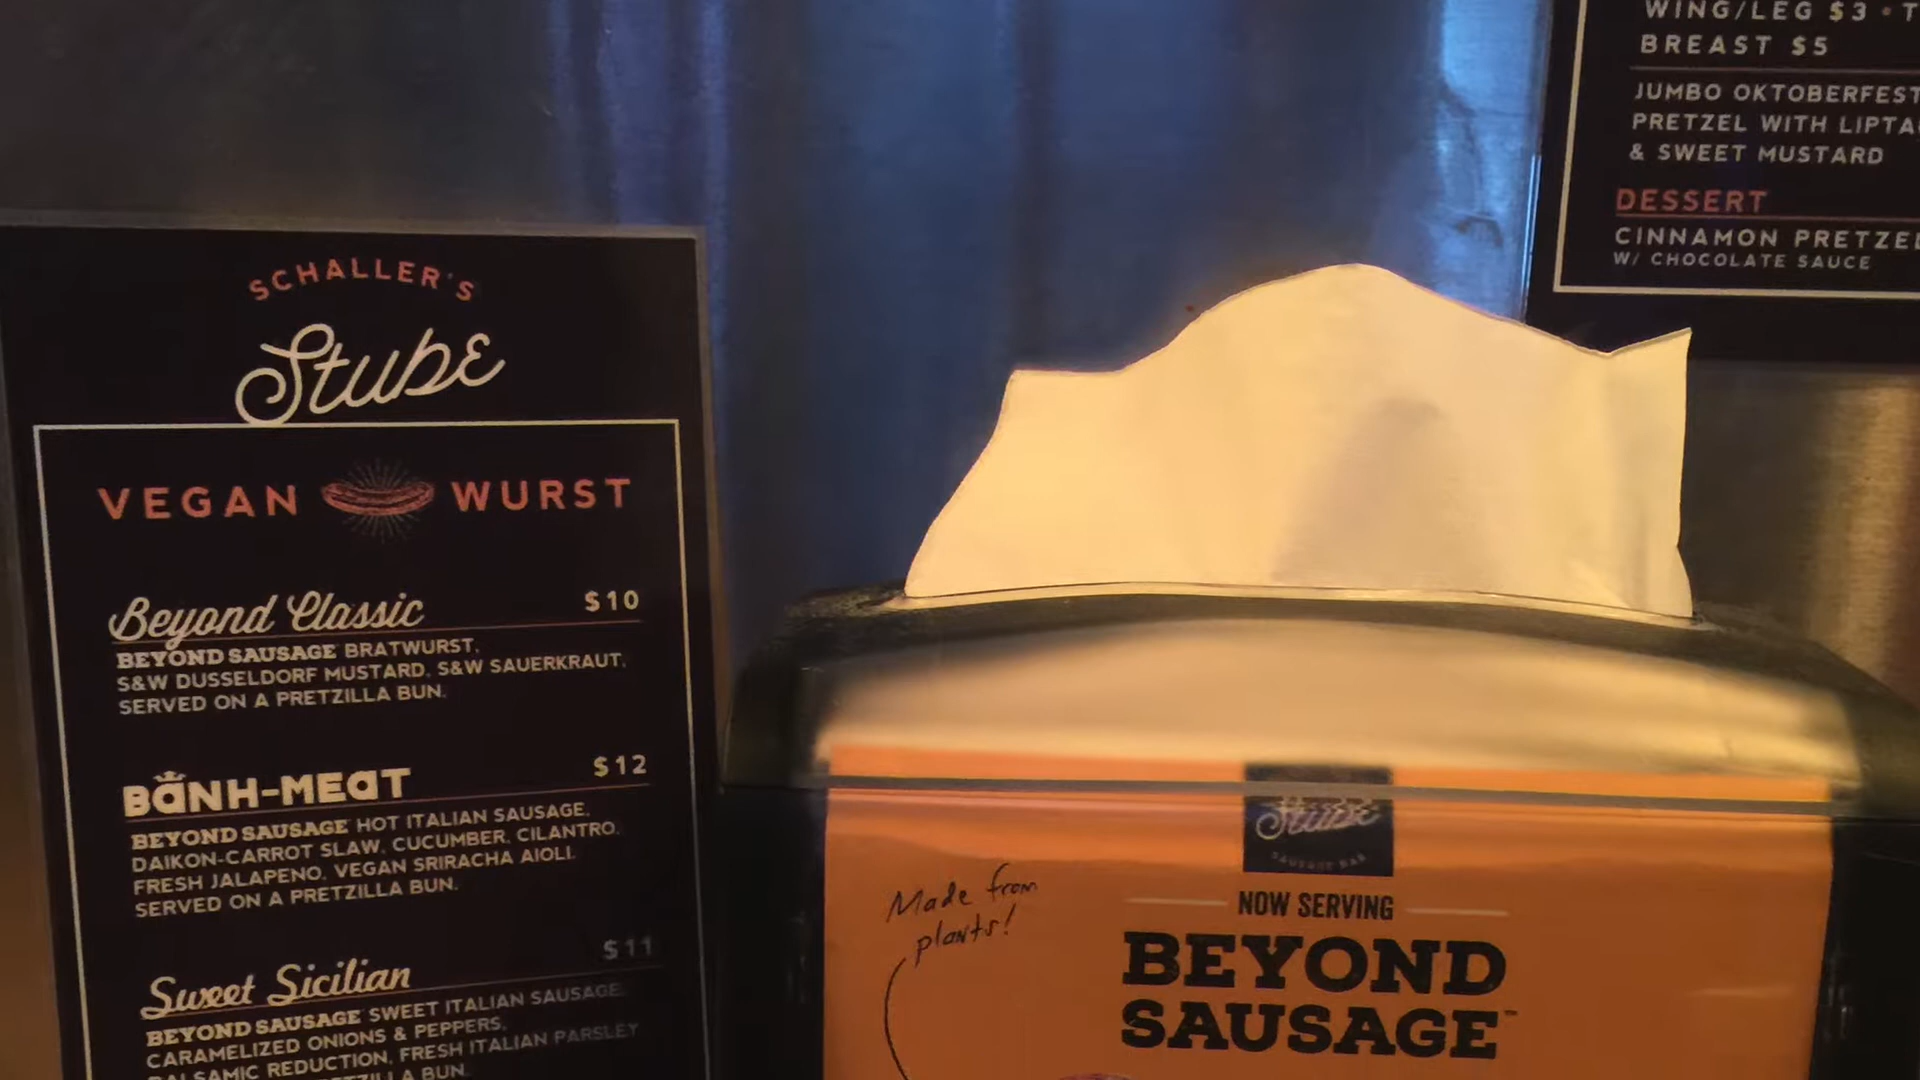 SCHALLER'S
Stube
VEGAN WURST
Beyond Classic $10
BEYOND SAUSAGE BRATWURST,
S&W DUSSELDORF MUSTARD, S&W SAUERKRAUT,
SERVED ON A PRETZILLA BUN.
BÁNH-MEAT $12
BEYOND SAUSAGE HOT ITALIAN SAUSAGE,
DAIKON-CARROT SLAW, CUCUMBER, CILANTRO,
FRESH JALAPENO, VEGAN SRIRACHA AIOLI.
SERVED ON A PRETZILLA BUN.
Sweet Sicilian $11
BEYOND SAUSAGE SWEET ITALIAN SAUSAGE,
CARAMELIZED ONIONS & PEPPERS,
BALSAMIC REDUCTION, FRESH ITALIAN PARSLEY
BUN.
WING/LEG $3 •
BREAST $5
JUMBO OKTOBERFEST
PRETZEL WITH
& SWEET MUSTARD
DESSERT
CINNAMON PRETZEL
W/ CHOCOLATE SAUCE
Stube
SAUSAGE BAR
Made from
plants!
NOW SERVING
BEYOND
SAUSAGE™